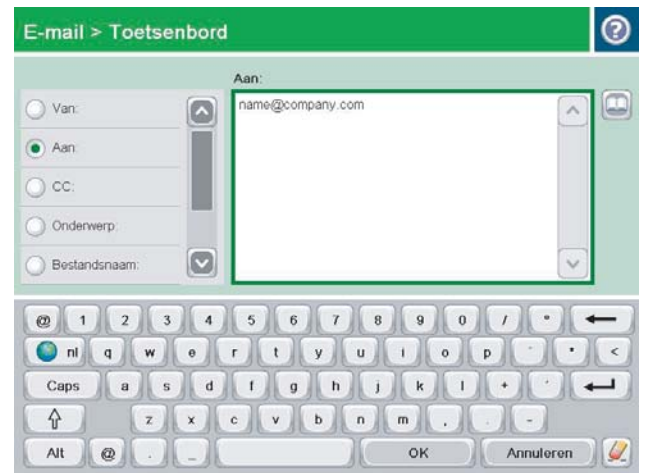 E-mail > Toetsenbord
?
Aan:
Van:
name@company.com
Aan:
CC:
Onderwerp:
Bestandsnaam:
@ 1 2 3 4 5 6 7 8 9 0 / °
nl q w e r t y u i o p ¨ * <
Caps a s d f g h j k l + ´
z x c v b n m , . -
Alt @ . _ OK Annuleren